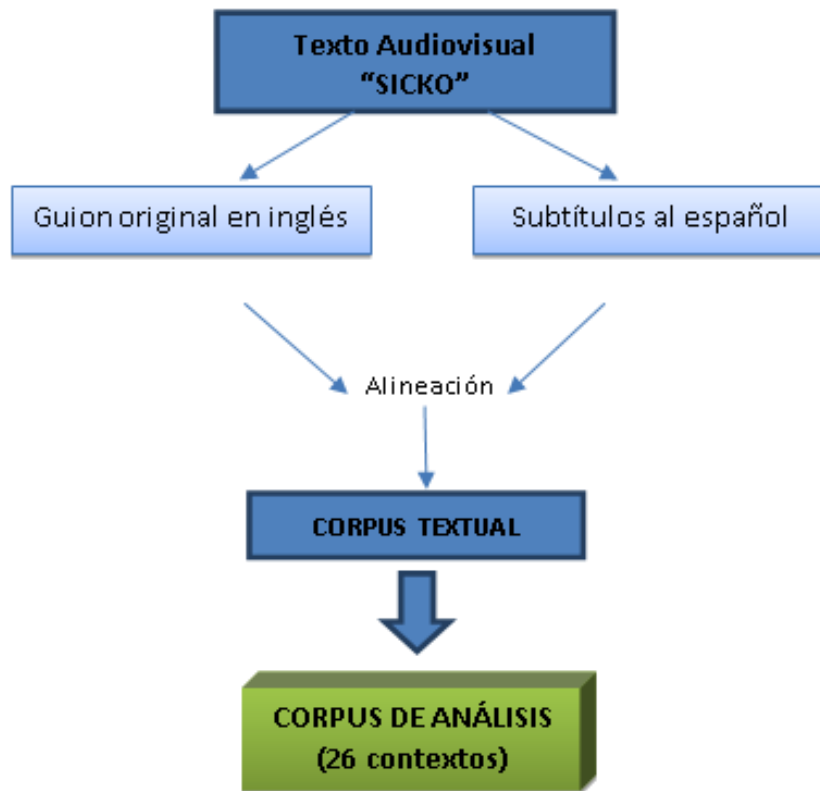 Texto Audiovisual
“SICKO”
Guion original en inglés
Subtítulos al español
Alineación
CORPUS TEXTUAL
CORPUS DE ANÁLISIS
(26 contextos)